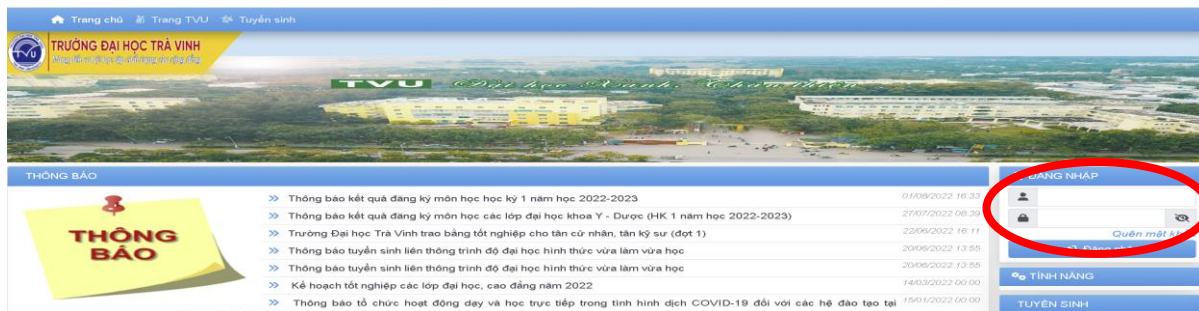 Trang chủ Trang TVU Tuyển sinh
TRƯỜNG ĐẠI HỌC TRÀ VINH
TVU
THÔNG BÁO
ĐĂNG NHẬP
THÔNG BÁO
Thông báo kết quả đăng ký môn học học kỳ 1 năm học 2022-2023 01/08/2022 16:33
Thông báo kết quả đăng ký môn học các lớp đại học khoa Y - Dược (HK 1 năm học 2022-2023) 27/07/2022 08:39
Trường Đại học Trà Vinh trao bằng tốt nghiệp cho tân cử nhân, tân kỹ sư (đợt 1) 22/06/2022 16:11
Thông báo tuyển sinh liên thông trình độ đại học hình thức vừa làm vừa học 20/06/2022 13:55
Thông báo tuyển sinh liên thông trình độ đại học hình thức vừa làm vừa học 20/06/2022 13:55
Kế hoạch tốt nghiệp các lớp đại học, cao đẳng năm 2022 14/03/2022 00:00
Thông báo tổ chức hoạt động dạy và học trực tiếp trong tình hình dịch COVID-19 đối với các hệ đào tạo tại 15/01/2022 00:00
Quên mật
TÍNH NĂNG
TUYỂN SINH